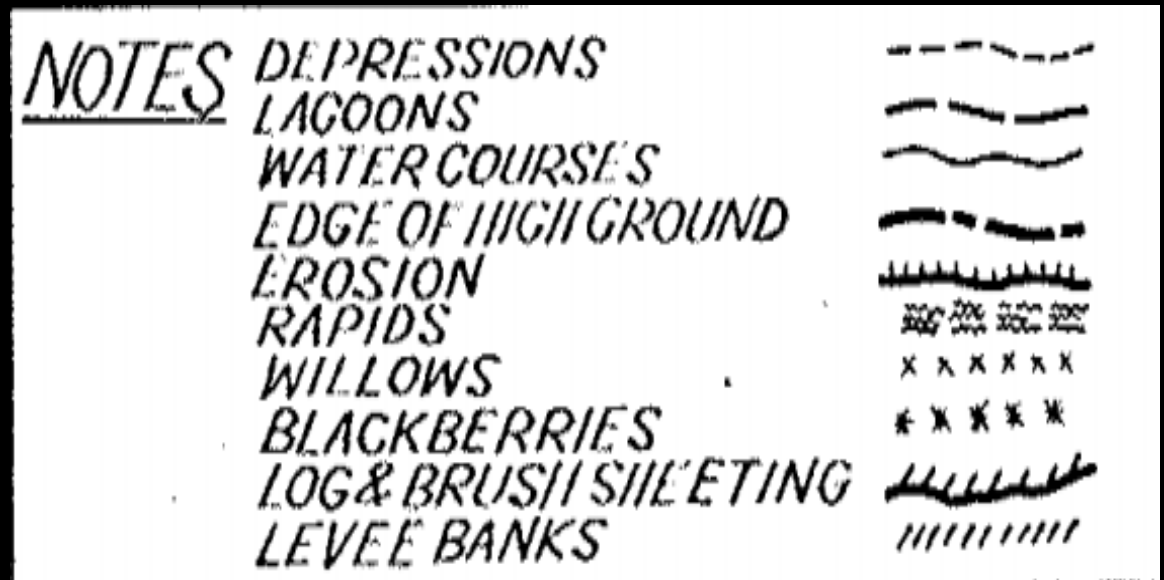 NOTES
DEPRESSIONS
LAGOONS
WATER COURSES
EDGE OF HIGH GROUND
EROSION
RAPIDS
WILLOWS
BLACKBERRIES
LOG & BRUSH SHEETING
LEVEE BANKS